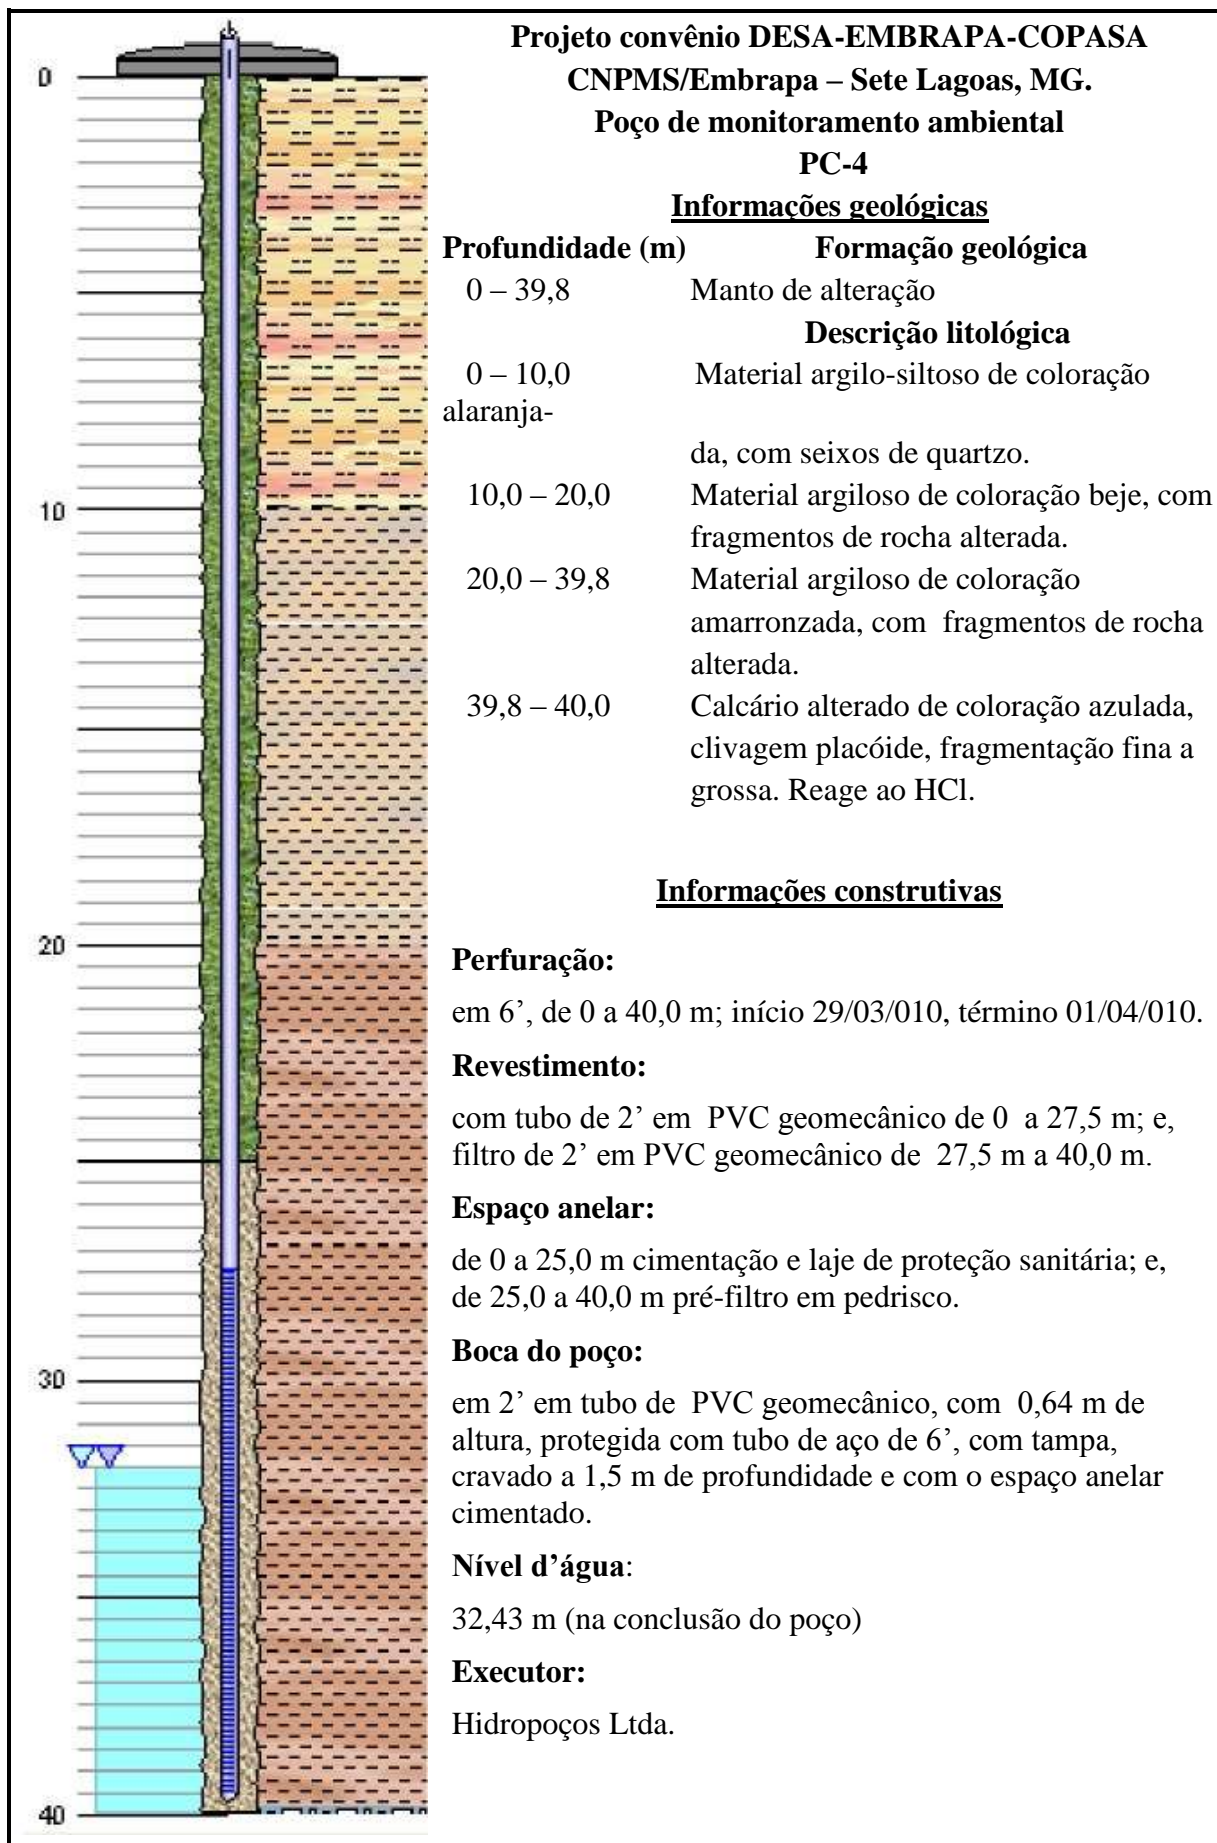 Projeto convênio DESA-EMBRAPA-COPASA
CNPMS/Embrapa – Sete Lagoas, MG.
Poço de monitoramento ambiental
PC-4
Informações geológicas
Profundidade (m) Formação geológica
0 – 39,8 Manto de alteração
Descrição litológica
0 – 10,0 Material argilo-siltoso de coloração
alaranja-
da, com seixos de quartzo.
10,0 – 20,0 Material argiloso de coloração beje, com
fragmentos de rocha alterada.
20,0 – 39,8 Material argiloso de coloração
amarronzada, com fragmentos de rocha
alterada.
39,8 – 40,0 Calcário alterado de coloração azulada,
clivagem placóide, fragmentação fina a
grossa. Reage ao HCl.
Informações construtivas
Perfuração:
em 6’, de 0 a 40,0 m; início 29/03/010, término 01/04/010.
Revestimento:
com tubo de 2’ em PVC geomecânico de 0 a 27,5 m; e,
filtro de 2’ em PVC geomecânico de 27,5 m a 40,0 m.
Espaço anelar:
de 0 a 25,0 m cimentação e laje de proteção sanitária; e,
de 25,0 a 40,0 m pré-filtro em pedrisco.
Boca do poço:
em 2’ em tubo de PVC geomecânico, com 0,64 m de
altura, protegida com tubo de aço de 6’, com tampa,
cravado a 1,5 m de profundidade e com o espaço anelar
cimentado.
Nível d’água:
32,43 m (na conclusão do poço)
Executor:
Hidropoços Ltda.
0
10
20
30
40